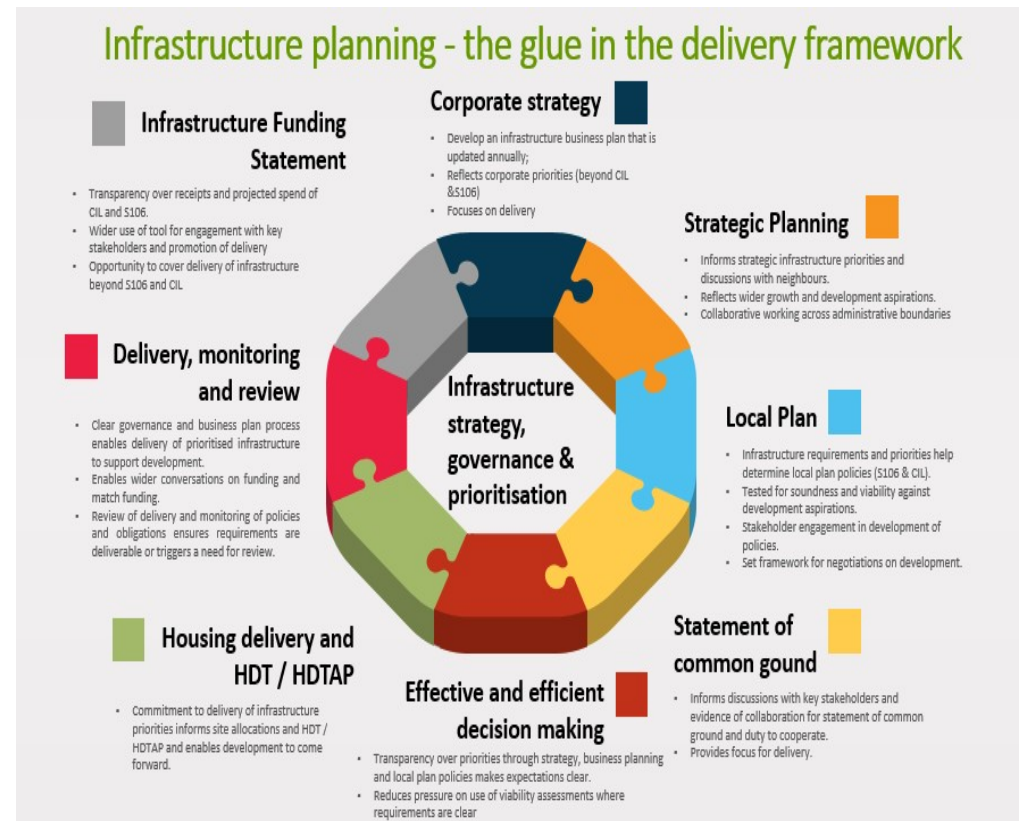 Infrastructure planning - the glue in the delivery framework
Corporate strategy
• Develop an infrastructure business plan that is
updated annually;
• Reflects corporate priorities (beyond CIL
&S106)
• Focuses on delivery
Strategic Planning
• Informs strategic infrastructure priorities and
discussions with neighbours.
• Reflects wider growth and development aspirations.
• Collaborative working across administrative boundaries
Local Plan
• Infrastructure requirements and priorities help
determine local plan policies (S106 & CIL).
• Tested for soundness and viability against
development aspirations.
• Stakeholder engagement in development of
policies.
• Set framework for negotiations on development.
Statement of
common gound
• Informs discussions with key stakeholders and
evidence of collaboration for statement of common
ground and duty to cooperate.
• Provides focus for delivery.
Effective and efficient
decision making
• Transparency over priorities through strategy, business planning
and local plan policies makes expectations clear.
• Reduces pressure on use of viability assessments where
requirements are clear
Housing delivery and
HDT / HDTAP
• Commitment to delivery of infrastructure
priorities informs site allocations and HDT /
HDTAP and enables development to come
forward.
Delivery, monitoring
and review
• Clear governance and business plan process
enables delivery of prioritised infrastructure
to support development.
• Enables wider conversations on funding and
match funding.
• Review of delivery and monitoring of policies
and obligations ensures requirements are
deliverable or triggers a need for review.
Infrastructure Funding
Statement
• Transparency over receipts and projected spend of
CIL and S106.
• Wider use of tool for engagement with key
stakeholders and promotion of delivery
• Opportunity to cover delivery of infrastructure
beyond S106 and CIL
Infrastructure
strategy,
governance &
prioritisation